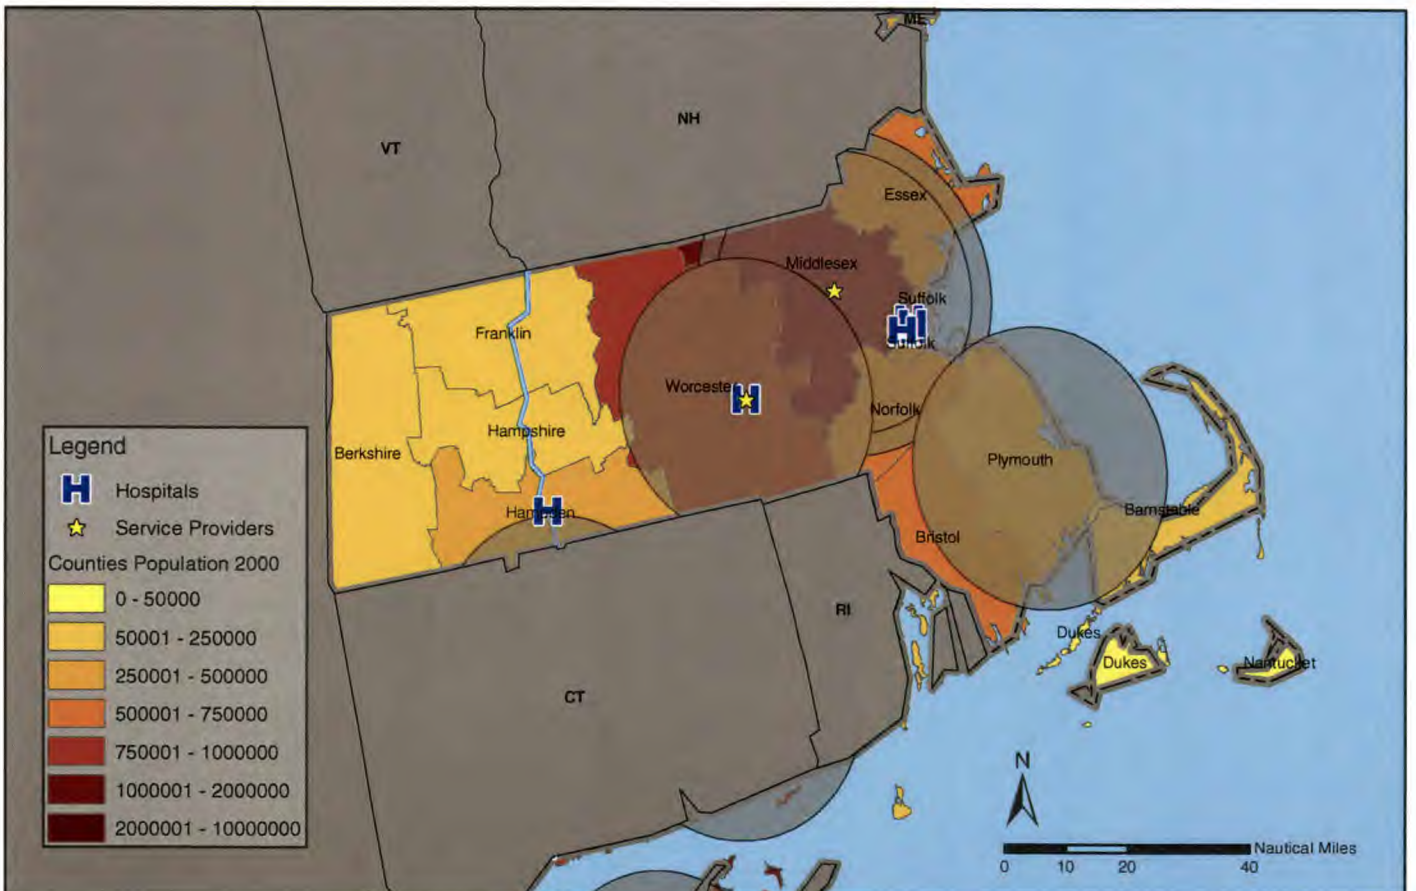 ME
NH
VT
Essex
Middlesex
Suffolk
Franklin
Suffolk
Worcester
Norfolk
Hampshire
Berkshire
Plymouth
Hampden
Barnstable
Bristol
RI
Dukes
Dukes
Nantucket
CT
Legend
Hospitals
Service Providers
Counties Population 2000
0 - 50000
50001 - 250000
250001 - 500000
500001 - 750000
750001 - 1000000
1000001 - 2000000
2000001 - 10000000
N
Nautical Miles
0 10 20 40